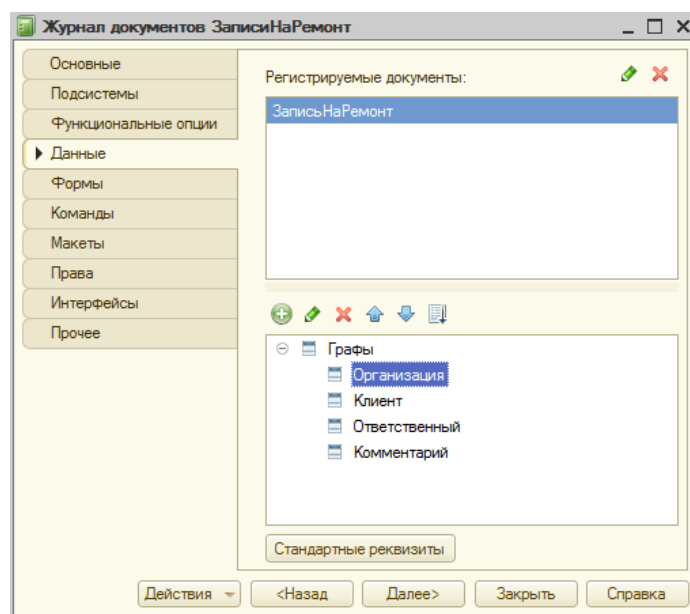 Журнал документов ЗаписиНаРемонт
Основные
Подсистемы
Функциональные опции
Данные
Формы
Команды
Макеты
Права
Интерфейсы
Прочее
Регистрируемые документы:
ЗаписьНаРемонт
Графы
Организация
Клиент
Ответственный
Комментарий
Стандартные реквизиты
Действия <Назад Далее> Закрыть Справка